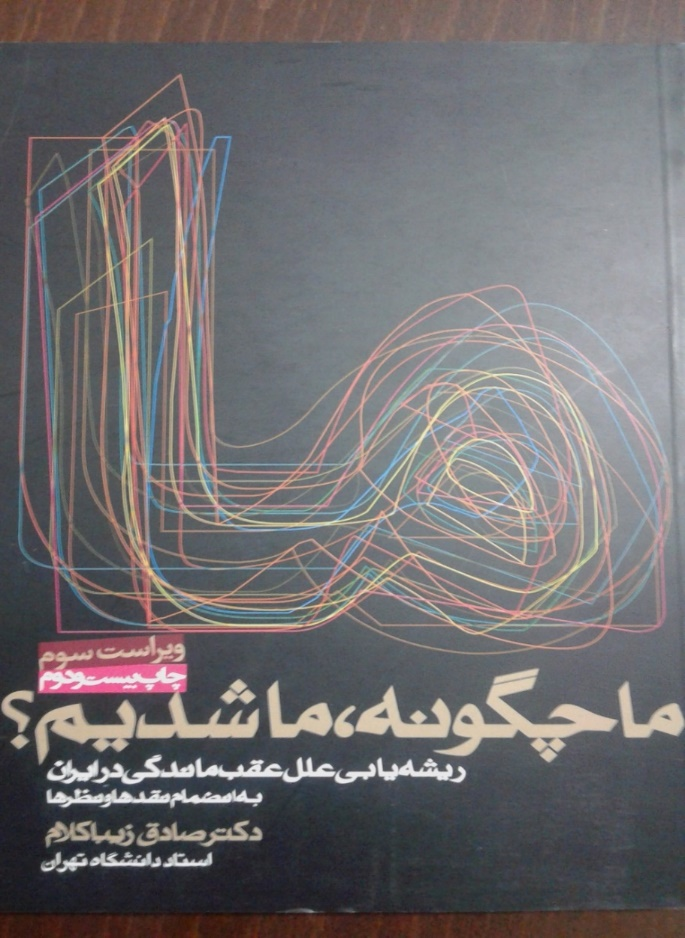 ما
ویراست سوم
چاپ بیست و دوم
ما چگونه، ما شدیم؟
ریشه‌یابی علل عقب‌ماندگی در ایران
به انضمام نقدها و نظرها
دکتر صادق زیباکلام
استاد دانشگاه تهران